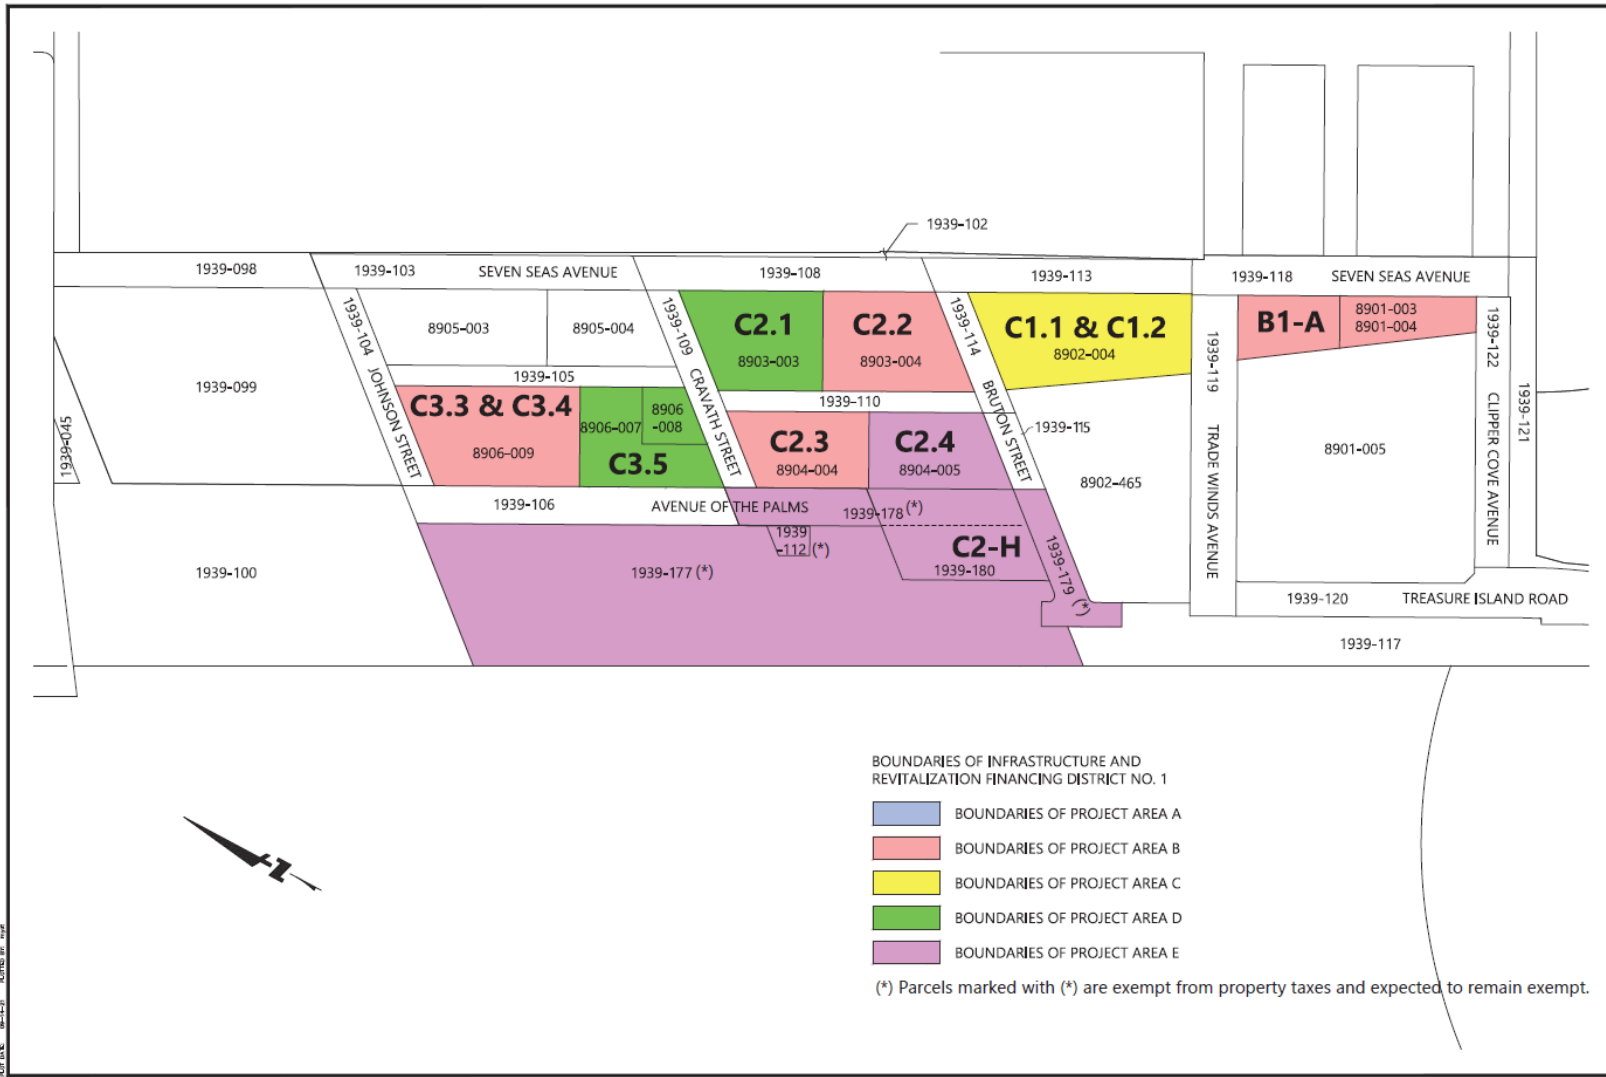 1939-102
1939-098
1939-103
SEVEN SEAS AVENUE
1939-108
1939-113
1939-118
SEVEN SEAS AVENUE
1939-104 JOHNSON STREET
8905-003
8905-004
1939-109 CRAVATH STREET
C2.1
8903-003
C2.2
8903-004
1939-114 BRUTON STREET
C1.1 & C1.2
8902-004
1939-119 TRADE WINDS AVENUE
B1-A
8901-003
8901-004
1939-122 CLIPPER COVE AVENUE
1939-121
1939-099
1939-105
1939-110
C3.3 & C3.4
8906-009
8906-007
8906
-008
C3.5
C2.3
8904-004
C2.4
8904-005
1939-115
8901-005
8902-465
1931-045
1939-106
AVENUE OF THE PALMS
1939-178 (*)
1939
-112 (*)
C2-H
1939-180
1939-179 (*)
1939-100
1939-177 (*)
1939-120
TREASURE ISLAND ROAD
1939-117
BOUNDARIES OF INFRASTRUCTURE AND
REVITALIZATION FINANCING DISTRICT NO. 1
BOUNDARIES OF PROJECT AREA A
BOUNDARIES OF PROJECT AREA B
BOUNDARIES OF PROJECT AREA C
BOUNDARIES OF PROJECT AREA D
BOUNDARIES OF PROJECT AREA E
(*) Parcels marked with (*) are exempt from property taxes and expected to remain exempt.